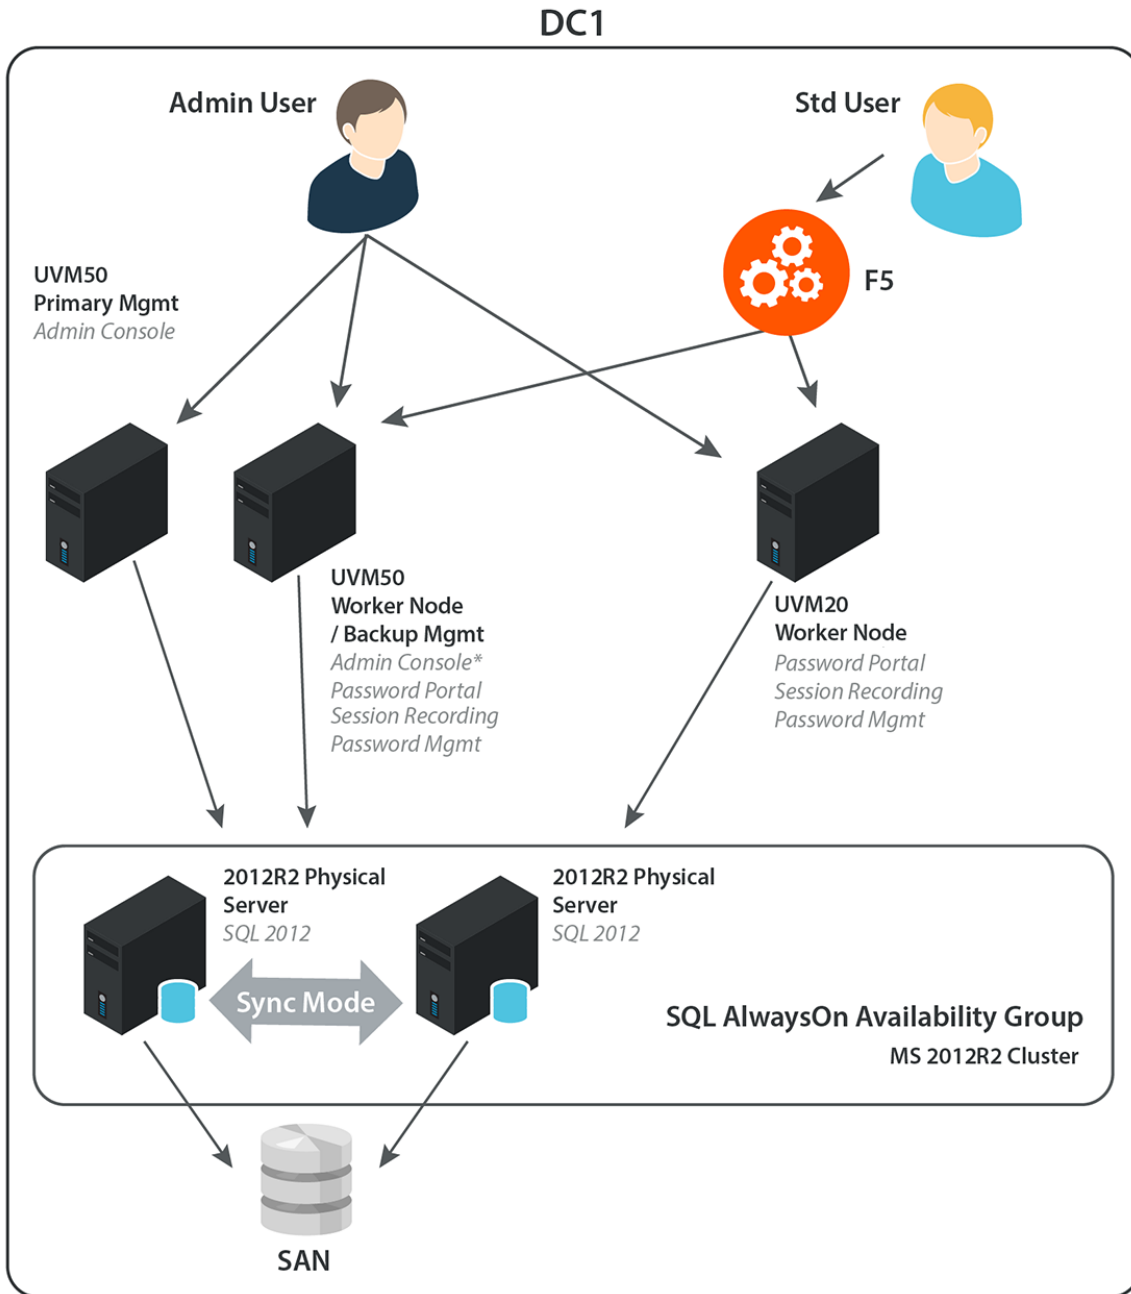 DC1
Admin User
Std User
F5
UVM50
Primary Mgmt
Admin Console
UVM50
Worker Node
/ Backup Mgmt
Admin Console*
Password Portal
Session Recording
Password Mgmt
UVM20
Worker Node
Password Portal
Session Recording
Password Mgmt
2012R2 Physical
Server
SQL 2012
2012R2 Physical
Server
SQL 2012
Sync Mode
SQL AlwaysOn Availability Group
MS 2012R2 Cluster
SAN